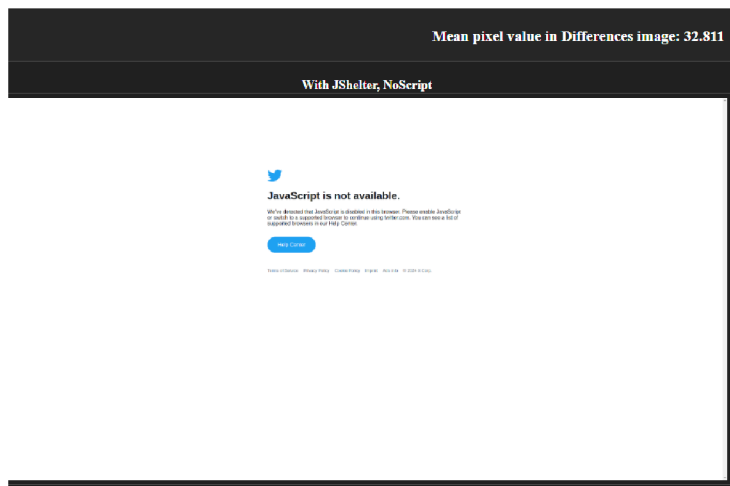 Mean pixel value in Differences image: 32.811
With JShelter, NoScript
JavaScript is not available.
We've detected that JavaScript is disabled in this browser. Please enable JavaScript
or switch to a supported browser to continue using twitter.com. You can see a list of
supported browsers in our Help Center.
Help Center
Terms of Service Privacy Policy Cookie Policy Imprint Ads info ©